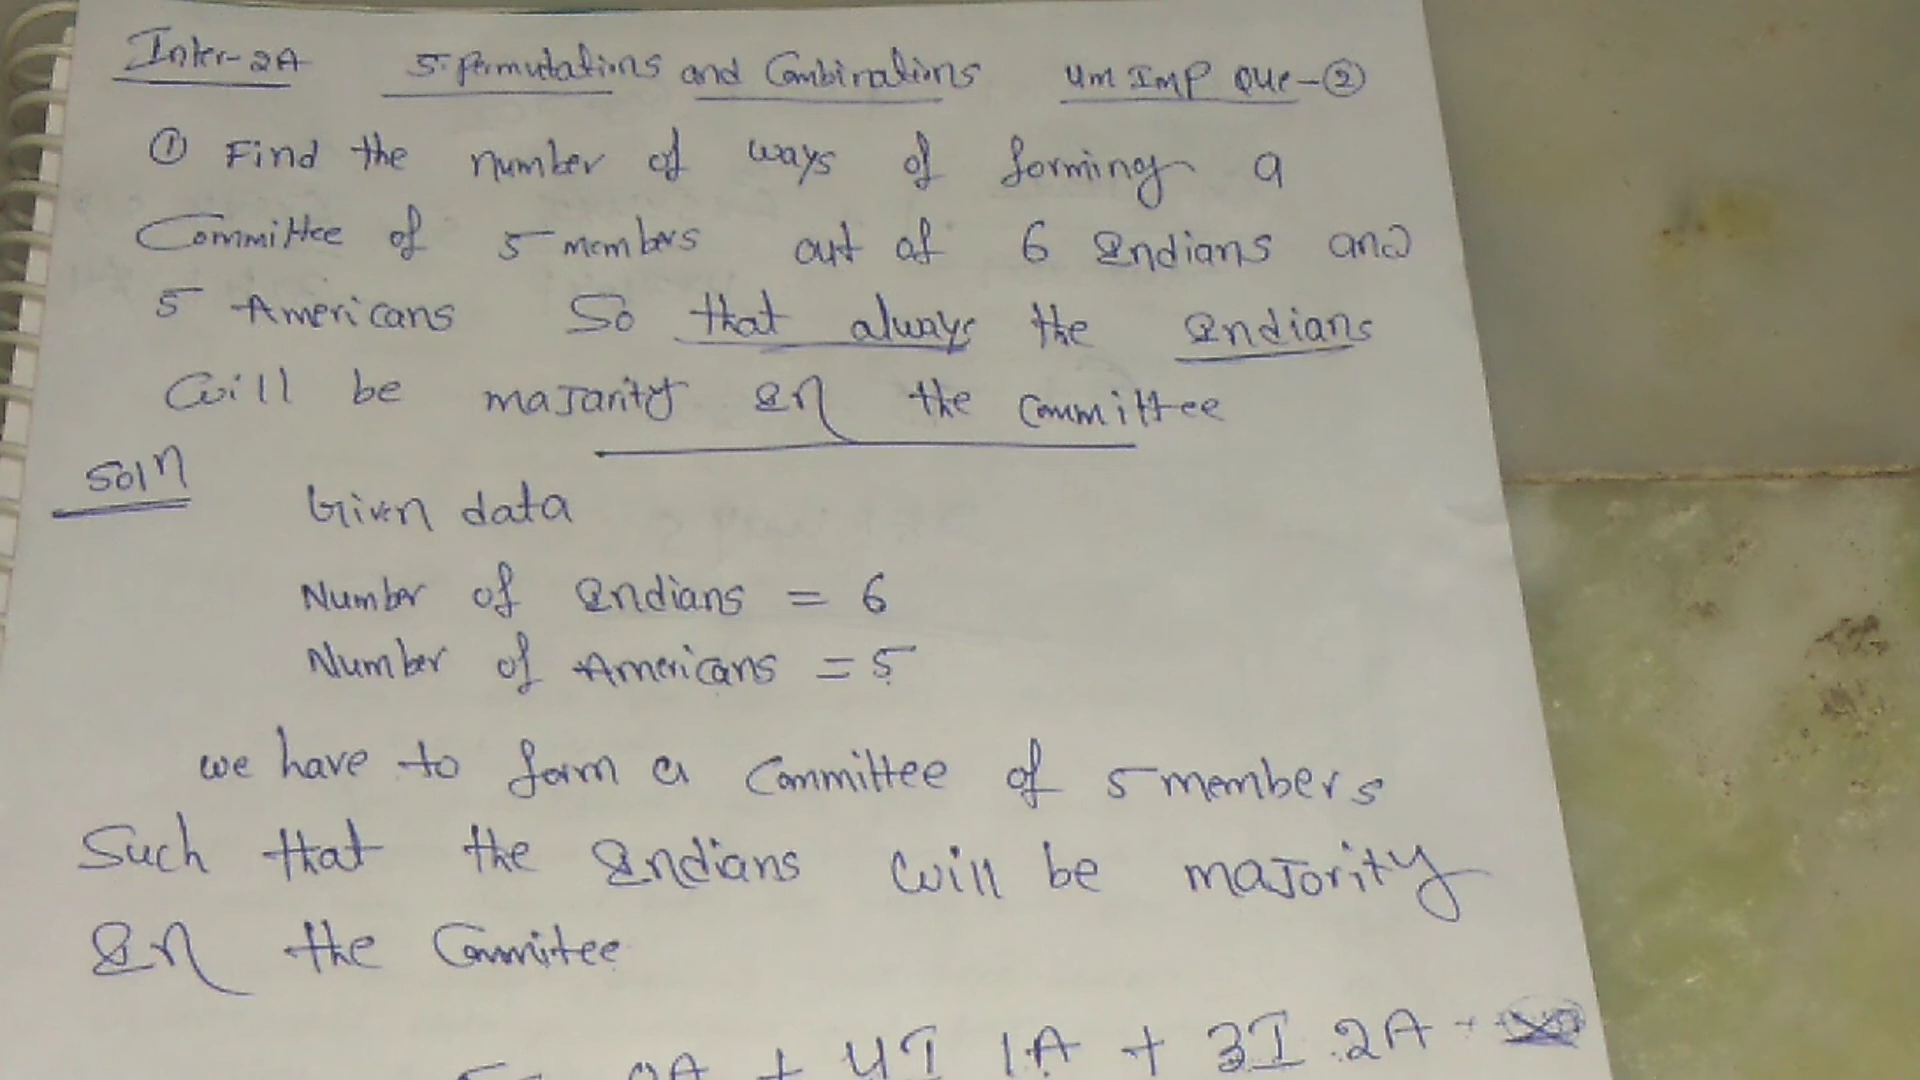 Inter-2A 5. Permutations and Combinations 4m Imp Que-②
① Find the number of ways of forming a
Committee of 5 members out of 6 Indians and
5 Americans So that always the Indians
will be maJarity In the Committee
Soln
Given data
Number of Indians = 6
Number of Americans = 5
we have to form a Committee of 5 members
Such that the Indians will be maJority
In the Commitee
0A + 4I 1A + 3I 2A